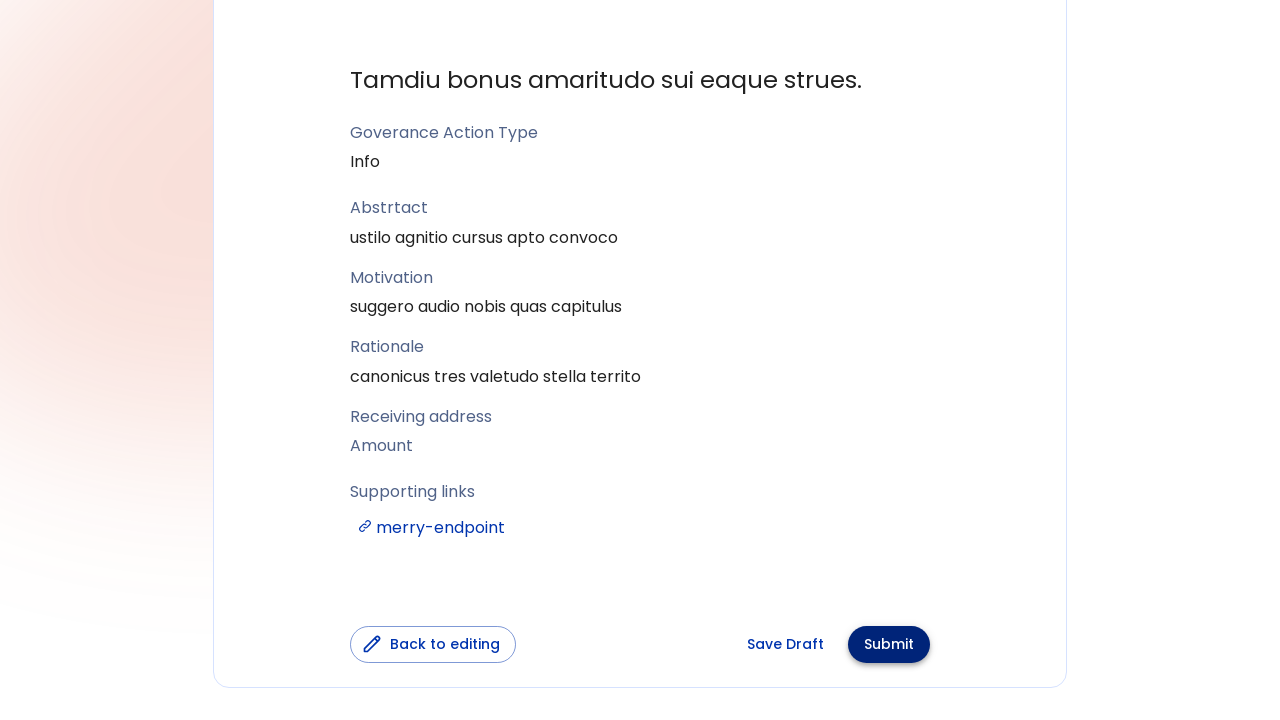 Tamdiu bonus amaritudo sui eaque strues.
Goverance Action Type
Info
Abstrtact
ustilo agnitio cursus apto convoco
Motivation
suggero audio nobis quas capitulus
Rationale
canonicus tres valetudo stella territo
Receiving address
Amount
Supporting links
merry-endpoint
Back to editing
Save Draft
Submit